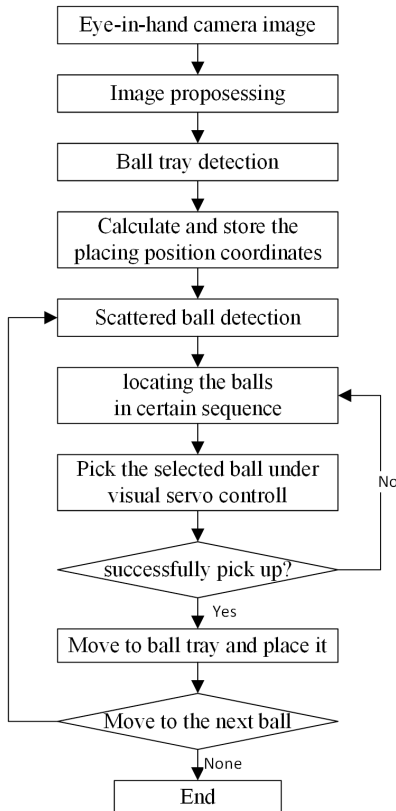 Eye-in-hand camera image
Image proposessing
Ball tray detection
Calculate and store the
placing position coordinates
Scattered ball detection
locating the balls
in certain sequence
Pick the selected ball under
visual servo controll
No
successfully pick up?
Yes
Move to ball tray and place it
Move to the next ball
None
End